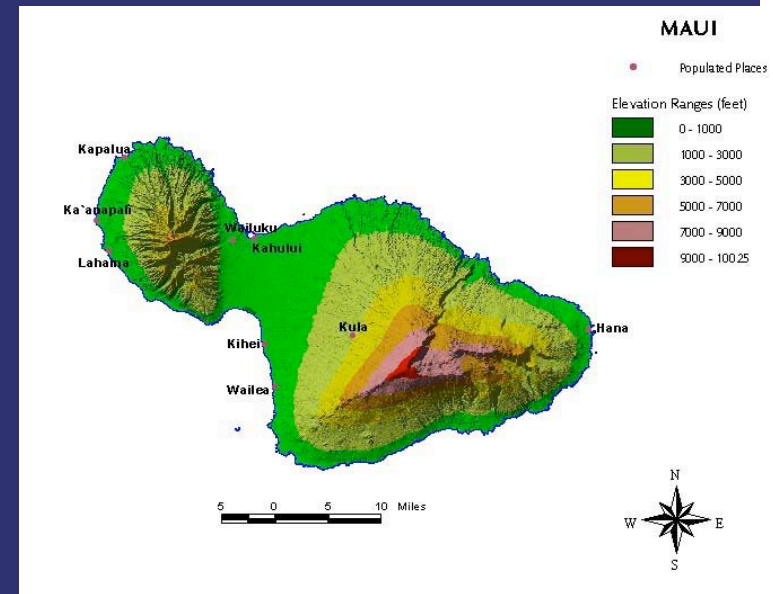 MAUI
Populated Places
Elevation Ranges (feet)
0 - 1000
1000 - 3000
3000 - 5000
5000 - 7000
7000 - 9000
9000 - 10025
Kapalua
Ka`anapali
Wailuku
Kahului
Lahaina
Kula
Hana
Kihei
Wailea
5 0 5 10 Miles
N
W E
S